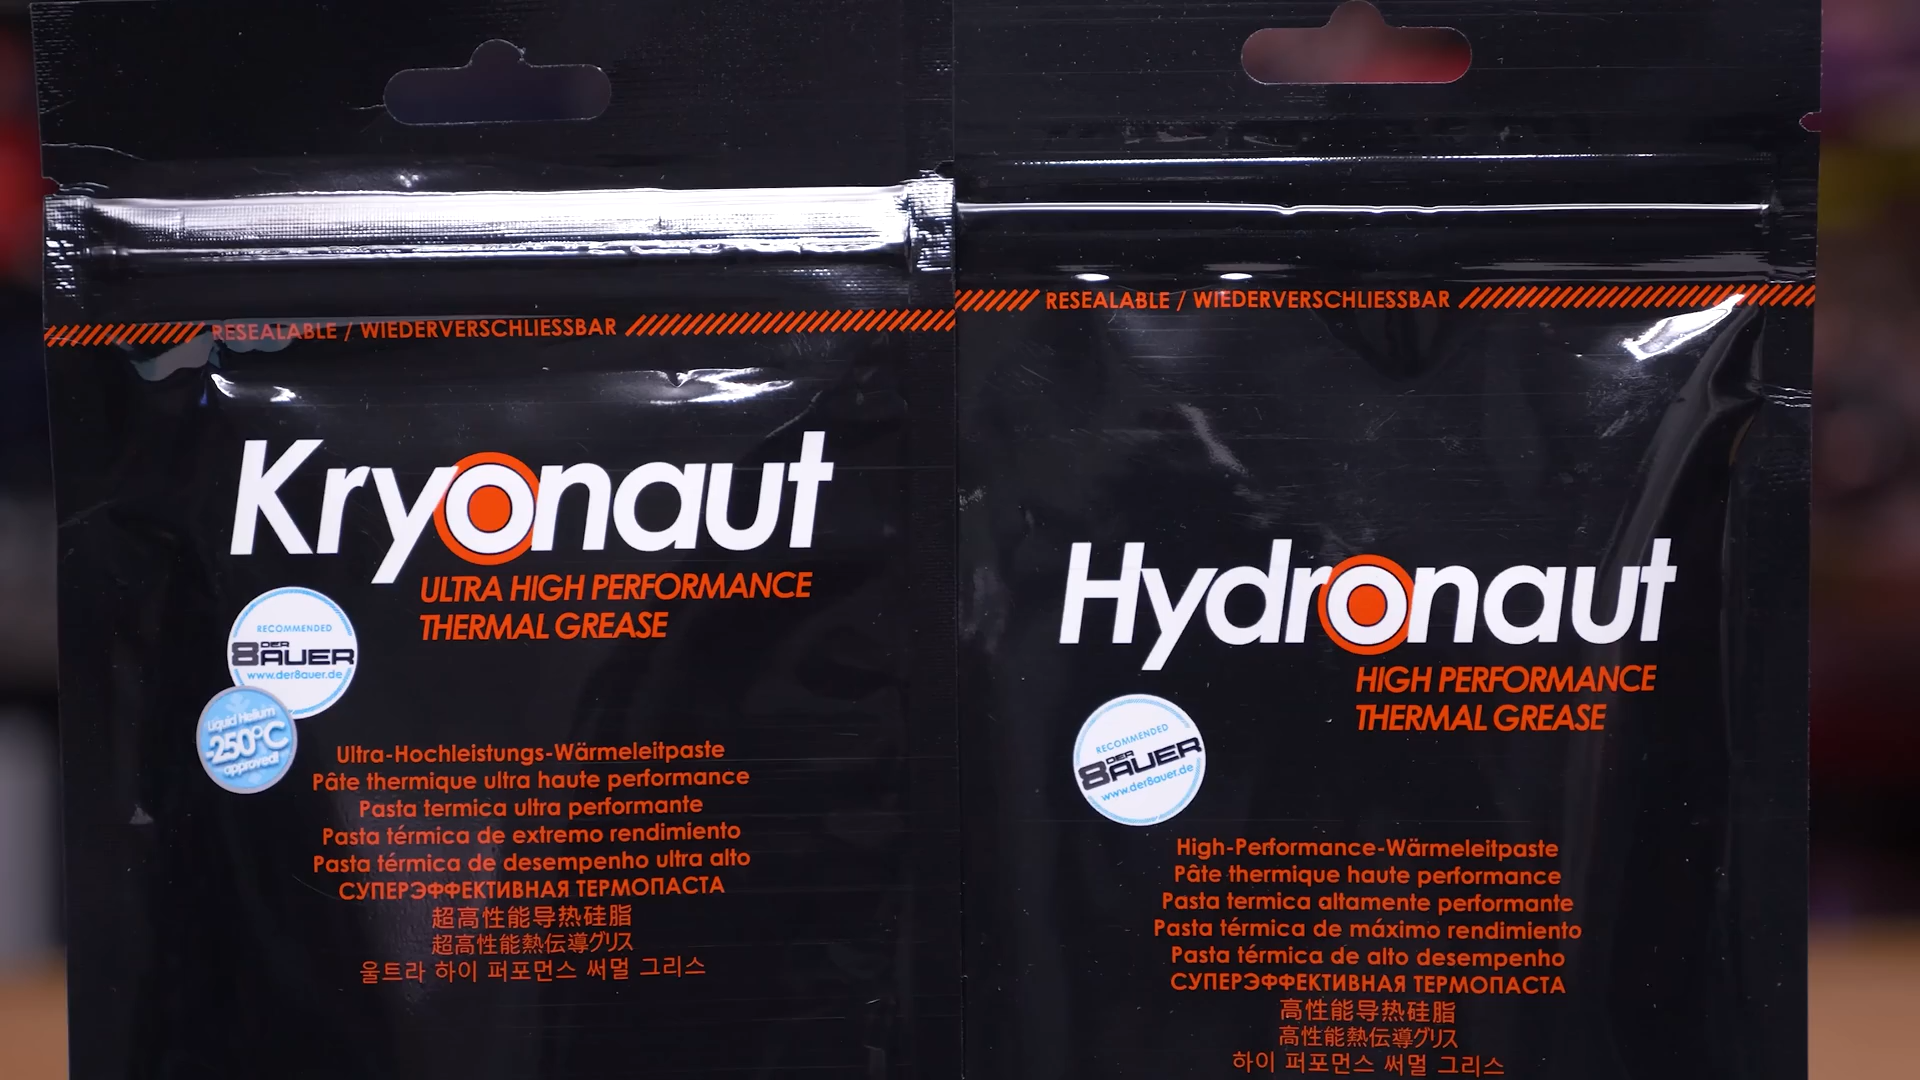 RESEALABLE / WIEDERVERSCHLIESSBAR
Kryonaut
ULTRA HIGH PERFORMANCE
THERMAL GREASE
RECOMMENDED
DER
8AUER
www.der8auer.de
Liquid Helium
-250°C
approved!
Ultra-Hochleistungs-Wärmeleitpaste
Pâte thermique ultra haute performance
Pasta termica ultra performante
Pasta térmica de extremo rendimiento
Pasta térmica de desempenho ultra alto
СУПЕРЭФФЕКТИВНАЯ ТЕРМОПАСТА
超高性能导热硅脂
超高性能熱伝導グリス
울트라 하이 퍼포먼스 써멀 그리스
RESEALABLE / WIEDERVERSCHLIESSBAR
Hydronaut
HIGH PERFORMANCE
THERMAL GREASE
RECOMMENDED
DER
8AUER
www.der8auer.de
High-Performance-Wärmeleitpaste
Pâte thermique haute performance
Pasta termica altamente performante
Pasta térmica de máximo rendimiento
Pasta térmica de alto desempenho
СУПЕРЭФФЕКТИВНАЯ ТЕРМОПАСТА
高性能导热硅脂
高性能熱伝導グリス
하이 퍼포먼스 써멀 그리스